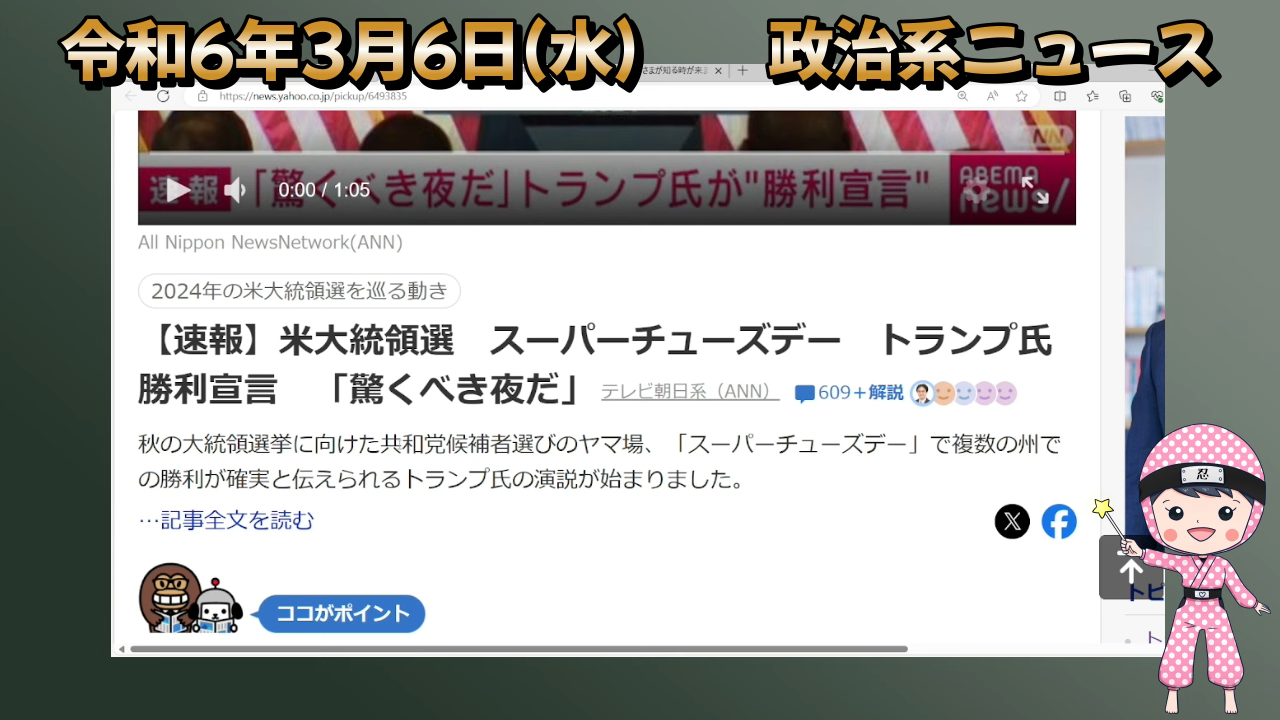 令和6年3月6日(水) 政治系ニュース
https://news.yahoo.co.jp/pickup/6493835
ANN
速報 「驚くべき夜だ」トランプ氏が"勝利宣言" ABEMA news/
0:00 / 1:05
All Nippon NewsNetwork(ANN)
2024年の米大統領選を巡る動き
【速報】米大統領選　スーパーチューズデー　トランプ氏
勝利宣言　「驚くべき夜だ」 テレビ朝日系（ANN） 609＋解説
秋の大統領選挙に向けた共和党候補者選びのヤマ場、「スーパーチューズデー」で複数の州で
の勝利が確実と伝えられるトランプ氏の演説が始まりました。
…記事全文を読む
ココがポイント
忍
トピ
ト